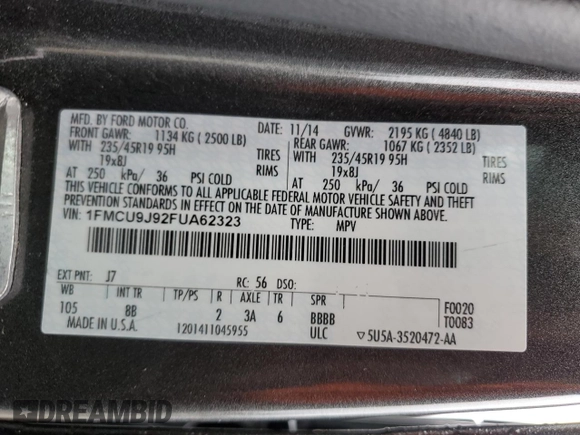 MFD. BY FORD MOTOR CO.
DATE: 11/14 GVWR: 2195 KG ( 4840 LB)
FRONT GAWR: 1134 KG ( 2500 LB)
REAR GAWR: 1067 KG ( 2352 LB)
WITH 235/45R19 95H TIRES
WITH 235/45R19 95H TIRES
19x8J RIMS
19x8J RIMS
AT 250 kPa/ 36 PSI COLD
AT 250 kPa/ 36 PSI COLD
THIS VEHICLE CONFORMS TO ALL APPLICABLE FEDERAL MOTOR VEHICLE SAFETY AND THEFT
PREVENTION STANDARDS IN EFFECT ON THE DATE OF MANUFACTURE SHOWN ABOVE.
VIN: 1FMCU9J92FUA62323 TYPE: MPV
EXT PNT: J7 RC: 56 DSO:
WB INT TR TP/PS R AXLE TR SPR F0020
105 8B 2 3A 6 BBBB T0083
MADE IN U.S.A. 1201411045955 ULC ▽5U5A-3520472-AA
DREAMBID